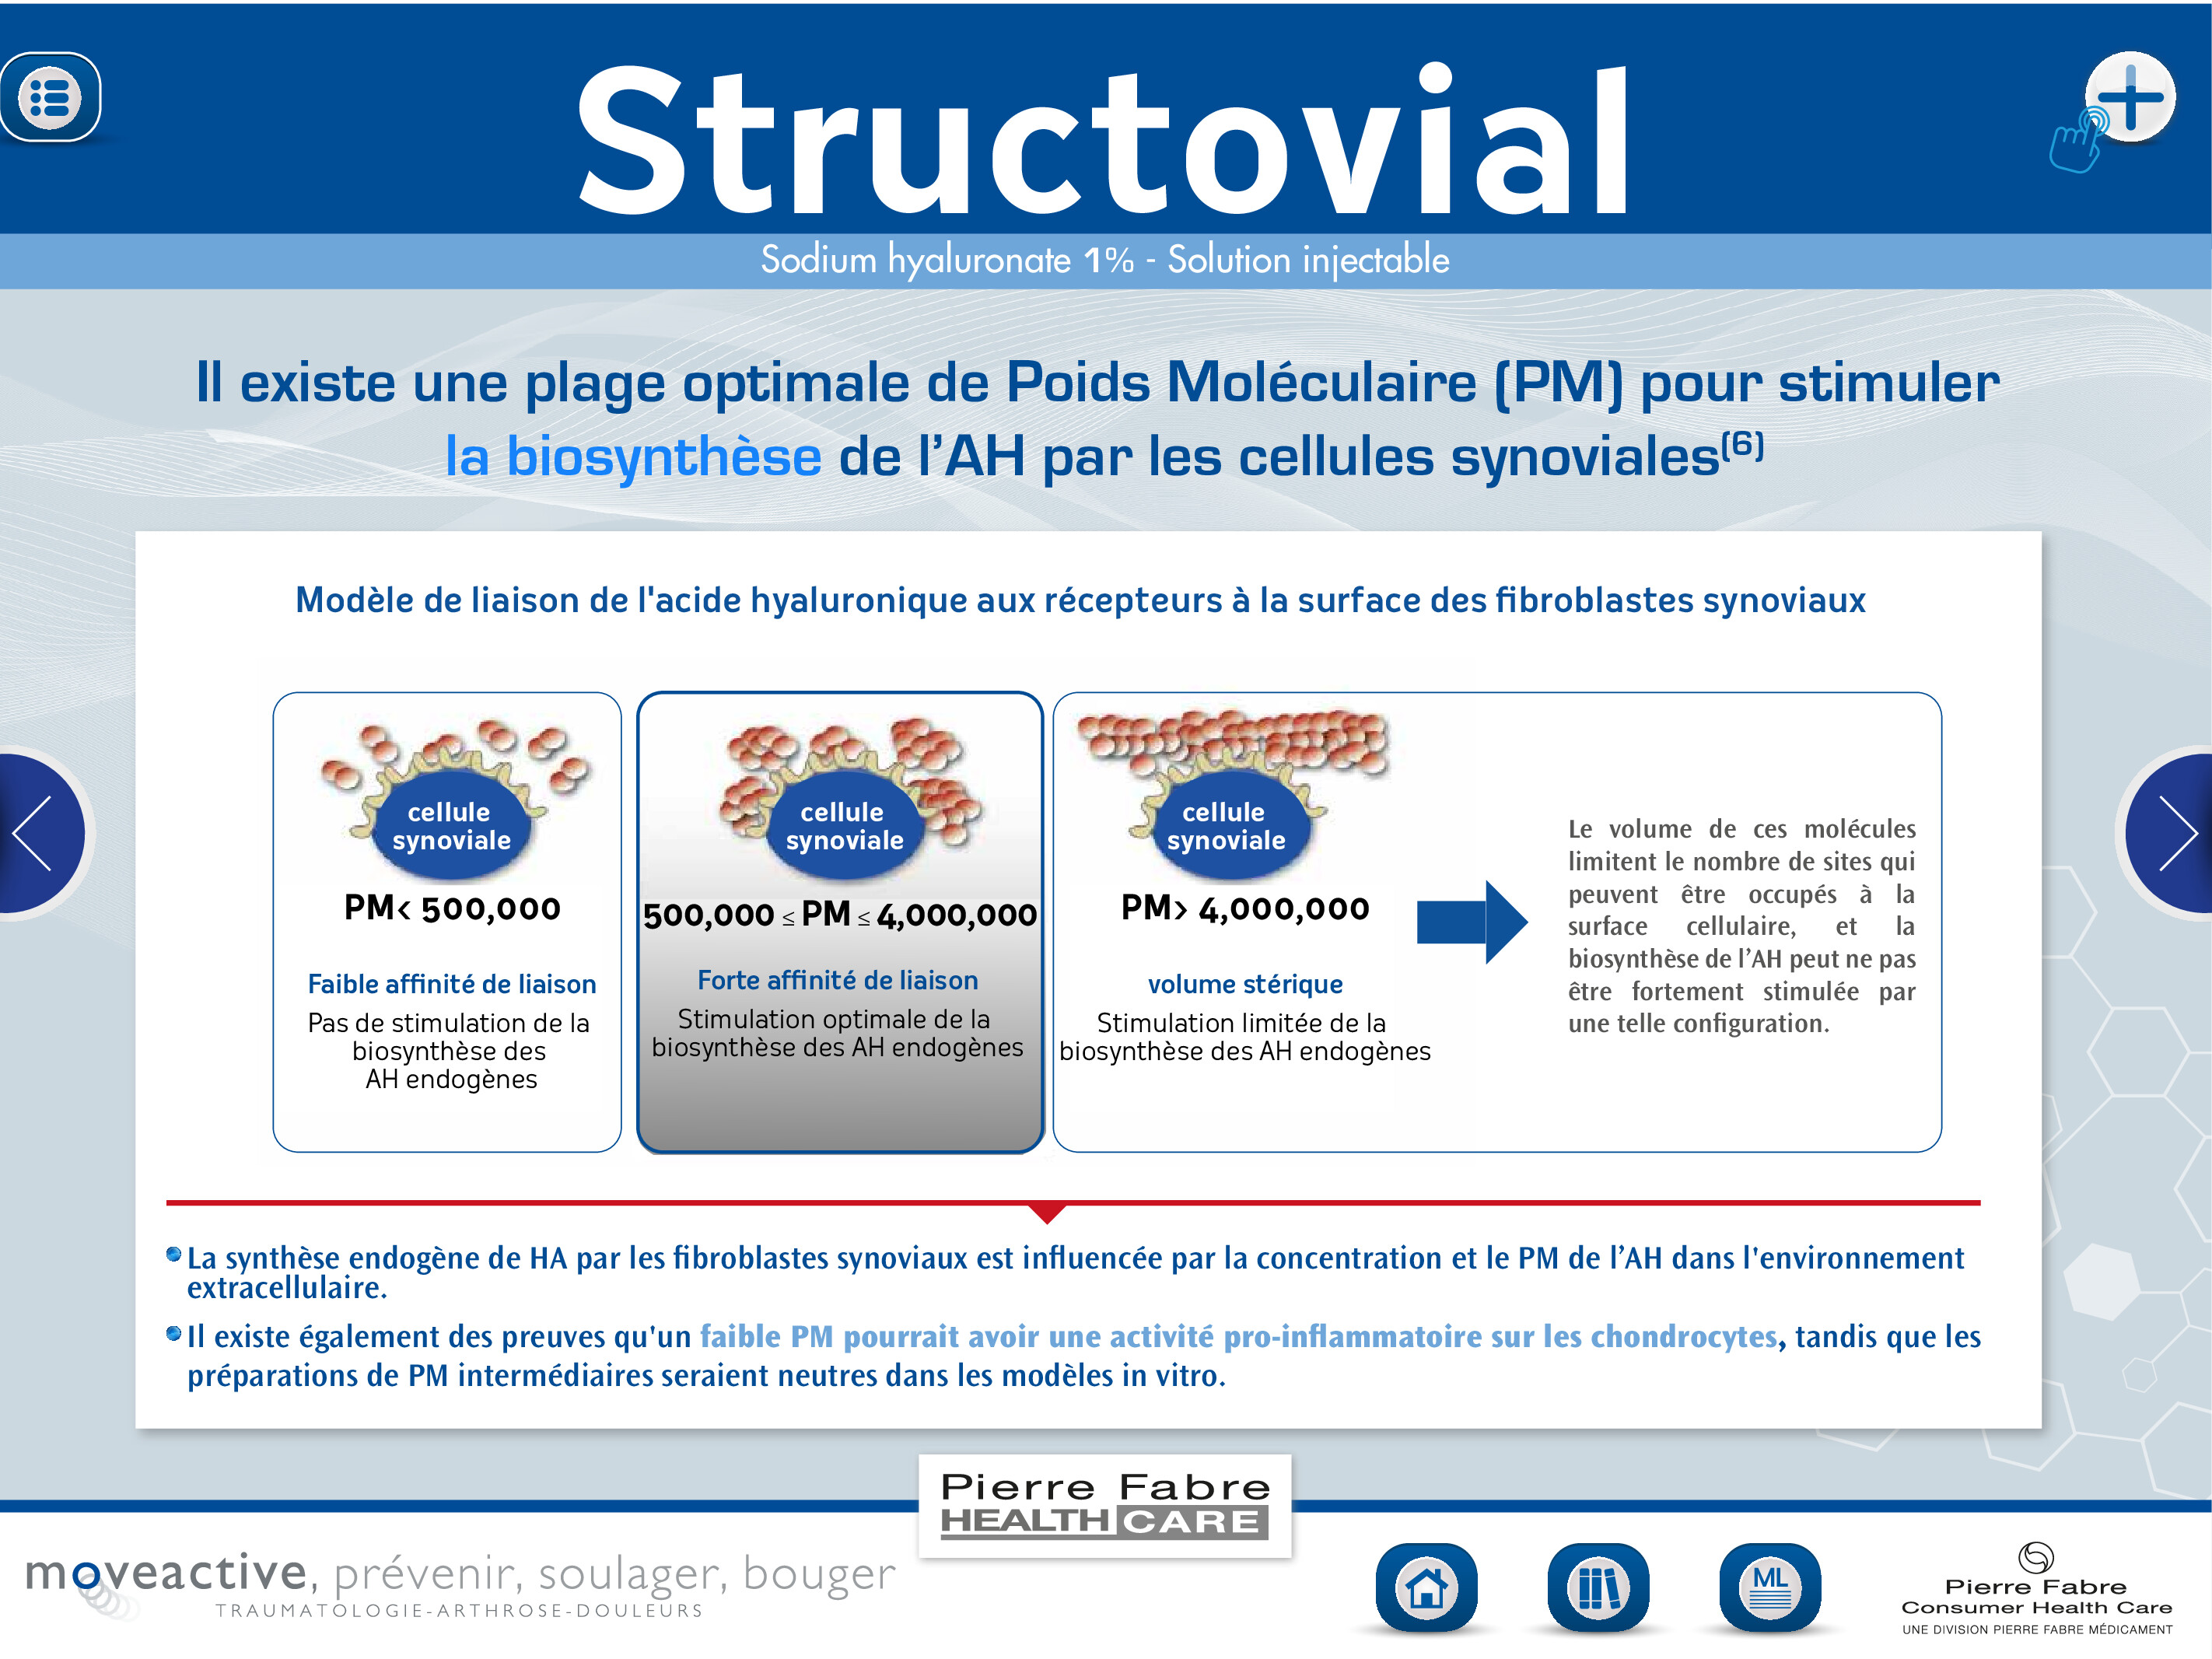 Structovial
Sodium hyaluronate 1% - Solution injectable
Il existe une plage optimale de Poids Moléculaire (PM) pour stimuler
la biosynthèse de l’AH par les cellules synoviales(6)
Modèle de liaison de l'acide hyaluronique aux récepteurs à la surface des fibroblastes synoviaux
cellule
synoviale
PM< 500,000
Faible affinité de liaison
Pas de stimulation de la
biosynthèse des
AH endogènes
cellule
synoviale
500,000 ≤ PM ≤ 4,000,000
Forte affinité de liaison
Stimulation optimale de la
biosynthèse des AH endogènes
cellule
synoviale
PM> 4,000,000
volume stérique
Stimulation limitée de la
biosynthèse des AH endogènes
Le volume de ces molécules
limitent le nombre de sites qui
peuvent être occupés à la
surface cellulaire, et la
biosynthèse de l’AH peut ne pas
être fortement stimulée par
une telle configuration.
La synthèse endogène de HA par les fibroblastes synoviaux est influencée par la concentration et le PM de l’AH dans l'environnement
extracellulaire.
Il existe également des preuves qu'un faible PM pourrait avoir une activité pro-inflammatoire sur les chondrocytes, tandis que les
préparations de PM intermédiaires seraient neutres dans les modèles in vitro.
Pierre Fabre
HEALTH CARE
moveactive, prévenir, soulager, bouger
TRAUMATOLOGIE-ARTHROSE-DOULEURS
ML
Pierre Fabre
Consumer Health Care
UNE DIVISION PIERRE FABRE MÉDICAMENT